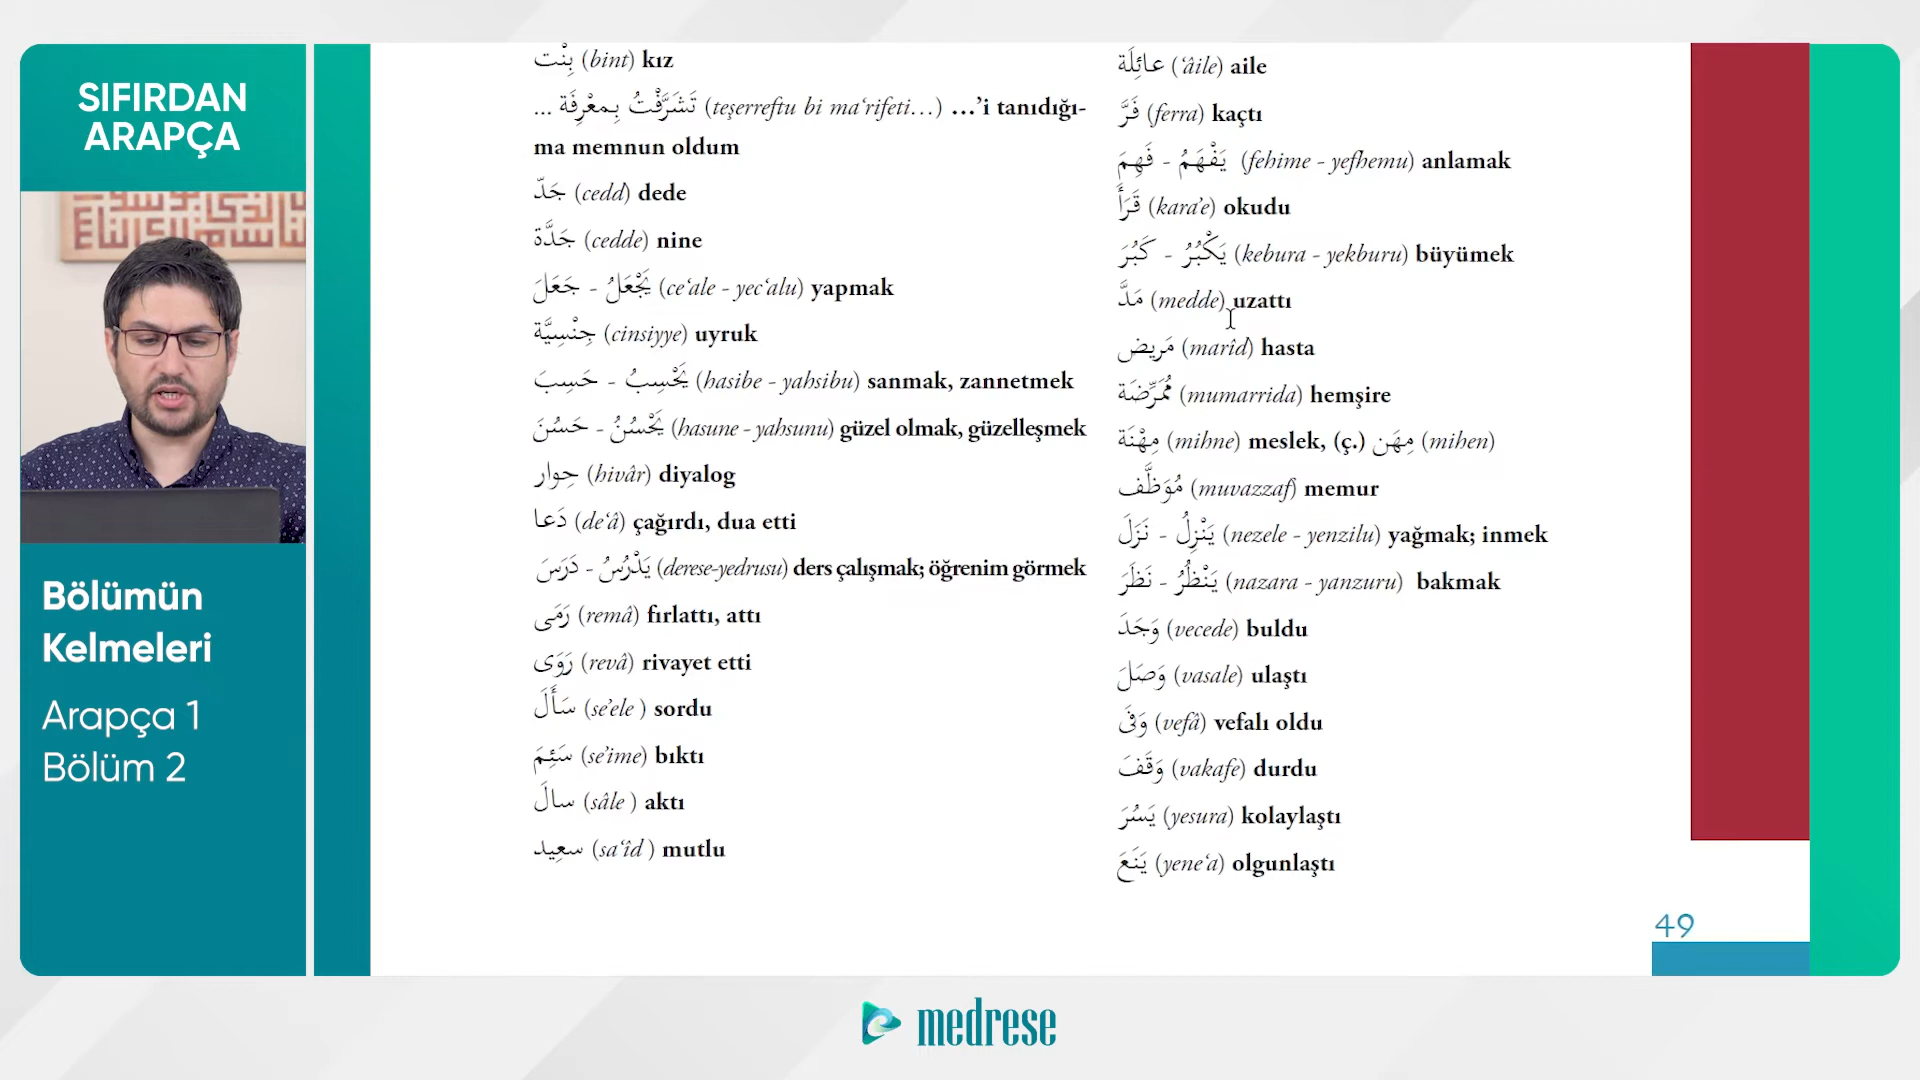 SIFIRDAN
ARAPÇA
Bölümün
Kelmeleri
Arapça 1
Bölüm 2
بِنْت (bint) kız
... تَشَرَّفْتُ بِمعْرِفَة (teşerreftu bi ma‘rifeti…) …’i tanıdığı-
ma memnun oldum
جَدّ (cedd) dede
جَدَّة (cedde) nine
جَعَلَ - يَجْعَلُ (ce‘ale - yec‘alu) yapmak
جِنْسِيَّة (cinsiyye) uyruk
حَسِبَ - يَحْسِبُ (hasibe - yahsibu) sanmak, zannetmek
حَسُنَ - يَحْسُنُ (hasune - yahsunu) güzel olmak, güzelleşmek
حِوار (hivâr) diyalog
دَعا (de‘â) çağırdı, dua etti
دَرَسَ - يَدْرُسُ (derese-yedrusu) ders çalışmak; öğrenim görmek
رَمَى (remâ) fırlattı, attı
رَوَى (revâ) rivayet etti
سَأَلَ (se’ele ) sordu
سَئِمَ (se’ime) bıktı
سالَ (sâle ) aktı
سعِيد (sa‘îd ) mutlu
عائِلَة (‘âile) aile
فَرَّ (ferra) kaçtı
فَهِمَ - يَفْهَمُ (fehime - yefhemu) anlamak
قَرَأَ (kara’e) okudu
كَبُرَ - يَكْبُرُ (kebura - yekburu) büyümek
مَدَّ (medde) uzattı
مَريض (marîd) hasta
مُمَرِّضَة (mumarrida) hemşire
مِهْنَة (mihne) meslek, (ç.) مِهَن (mihen)
مُوَظَّف (muvazzaf) memur
نَزَلَ - يَنْزِلُ (nezele - yenzilu) yağmak; inmek
نَظَرَ - يَنْظُرُ (nazara - yanzuru) bakmak
وَجَدَ (vecede) buldu
وَصَلَ (vasale) ulaştı
وَفَى (vefâ) vefalı oldu
وَقَفَ (vakafe) durdu
يَسُرَ (yesura) kolaylaştı
يَنَعَ (yene‘a) olgunlaştı
49
medrese